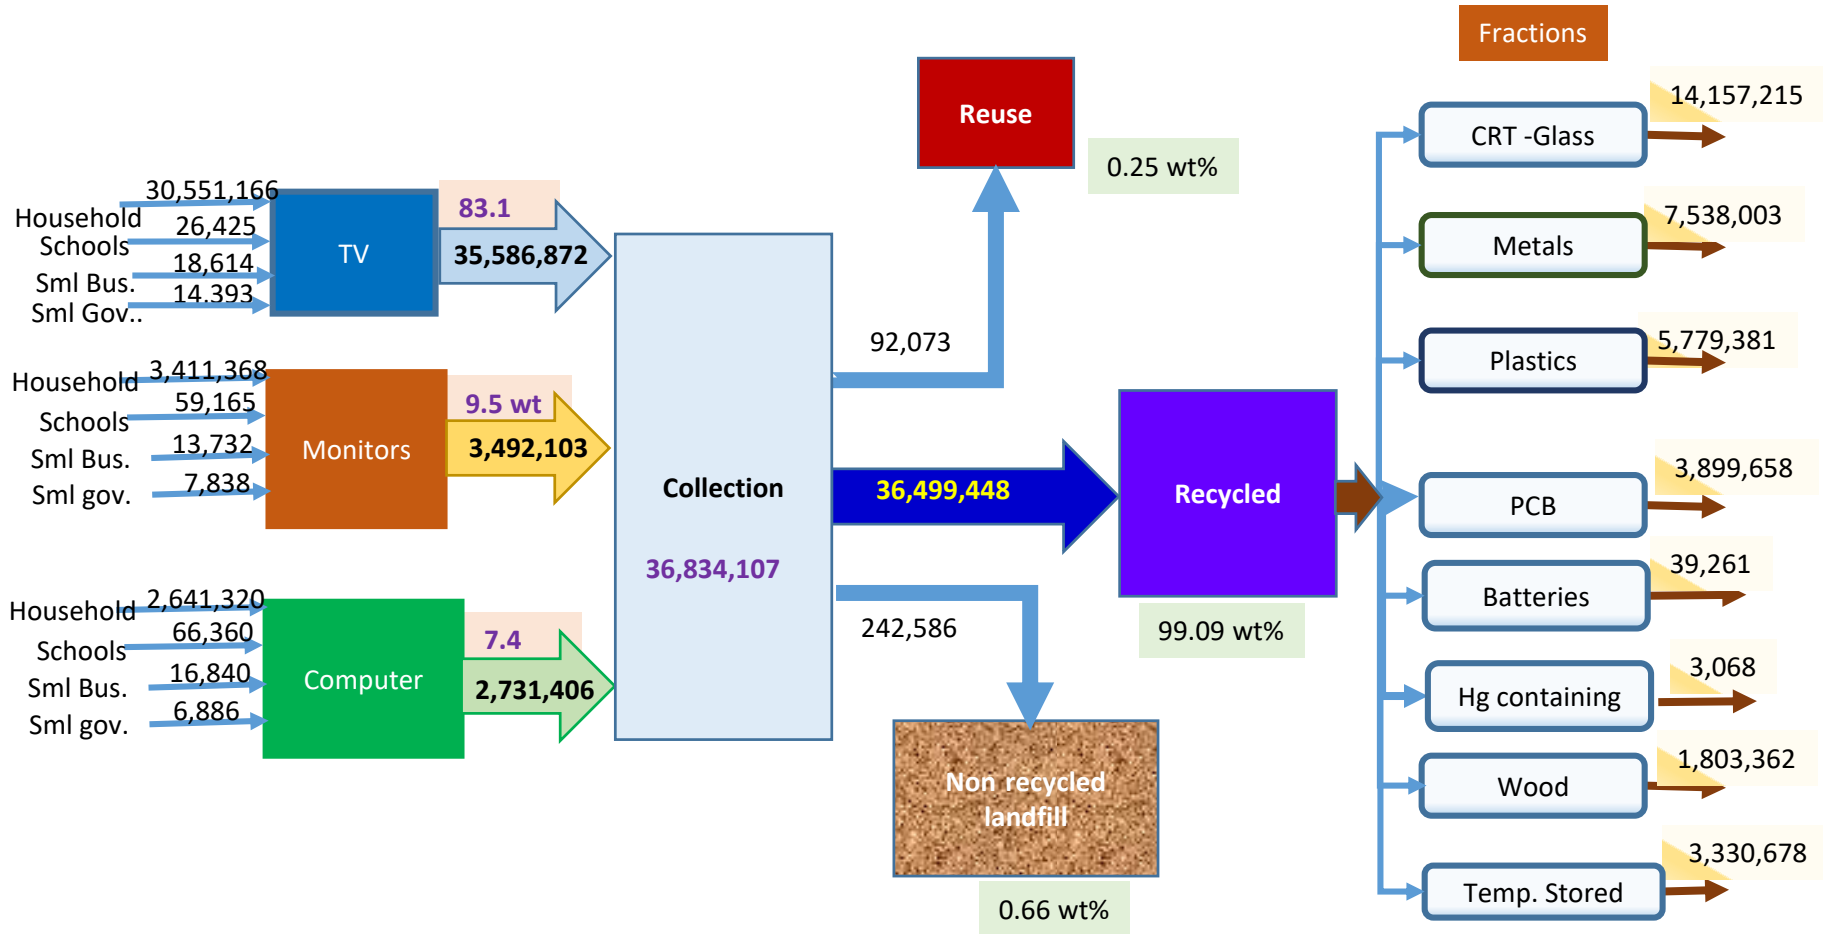 Fractions
30,551,166
Household
26,425
Schools
18,614
Sml Bus.
14.393
Sml Gov..
TV
83.1
35,586,872
3,411,368
Household
59,165
Schools
13,732
Sml Bus.
7,838
Sml gov.
Monitors
9.5 wt
3,492,103
2,641,320
Household
66,360
Schools
16,840
Sml Bus.
6,886
Sml gov.
Computer
7.4
2,731,406
Collection
36,834,107
Reuse
0.25 wt%
92,073
36,499,448
Recycled
99.09 wt%
242,586
Non recycled
landfill
0.66 wt%
CRT -Glass
14,157,215
Metals
7,538,003
Plastics
5,779,381
PCB
3,899,658
Batteries
39,261
Hg containing
3,068
Wood
1,803,362
Temp. Stored
3,330,678